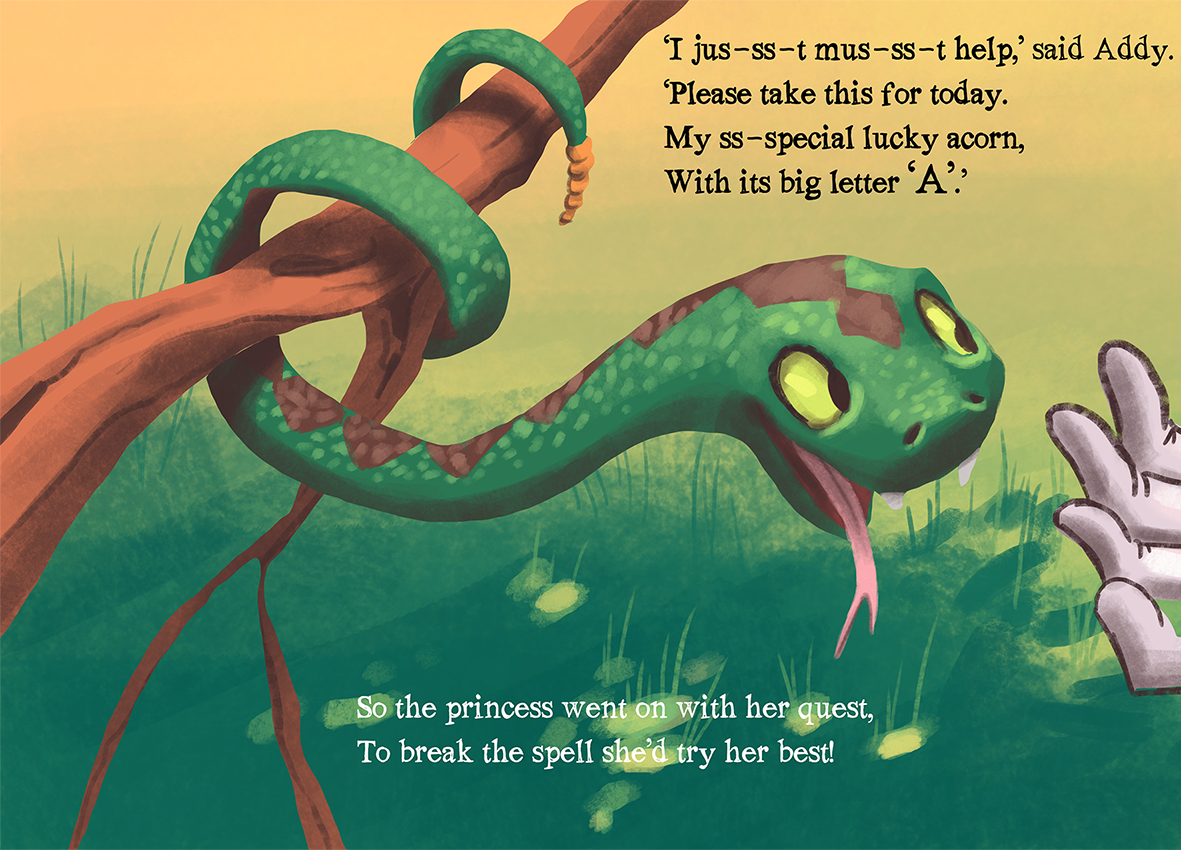 ‘I jus-ss-t mus-ss-t help,’ said Addy.
‘Please take this for today.
My ss-special lucky acorn,
With its big letter ‘A’.’
So the princess went on with her quest,
To break the spell she’d try her best!